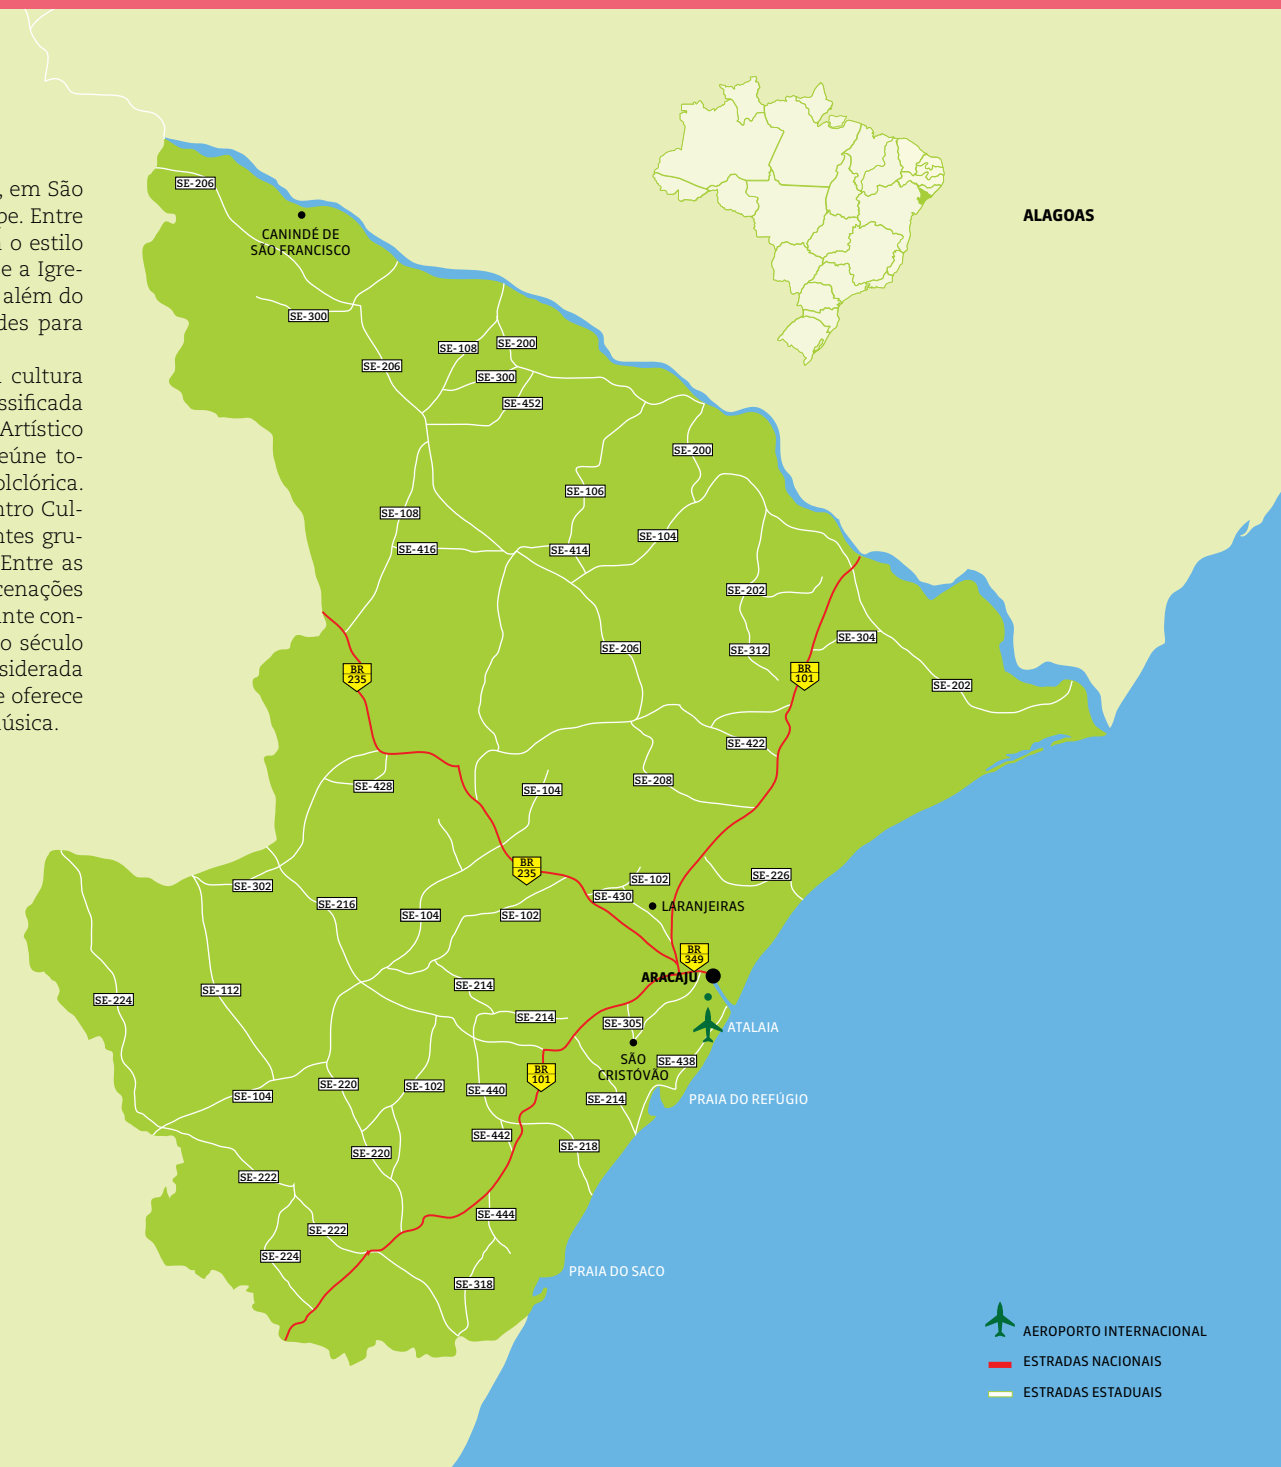 , em São
pe. Entre
o estilo
e a Igre-
além do
des para
cultura
ssificada
Artístico
eúne to-
olclórica.
ntro Cul-
ntes gru-
Entre as
cenações
nte con-
o século
siderada
e oferece
úsica.
ALAGOAS
SE-206
CANINDÉ DE
SÃO FRANCISCO
SE-300
SE-108
SE-200
SE-206
SE-300
SE-452
SE-200
SE-106
SE-108
SE-104
SE-416
SE-414
SE-202
SE-304
SE-206
SE-312
BR
235
BR
101
SE-202
SE-422
SE-208
SE-428
SE-104
BR
235
SE-226
SE-102
SE-302
SE-430
SE-216
LARANJEIRAS
SE-104
SE-102
BR
349
ARACAJU
SE-214
SE-112
SE-224
SE-214
SE-305
ATALAIA
SÃO
CRISTÓVÃO
SE-438
BR
101
SE-220
SE-102
SE-440
SE-104
SE-214
PRAIA DO REFÚGIO
SE-442
SE-218
SE-220
SE-222
SE-444
SE-222
SE-224
PRAIA DO SACO
SE-318
AEROPORTO INTERNACIONAL
ESTRADAS NACIONAIS
ESTRADAS ESTADUAIS